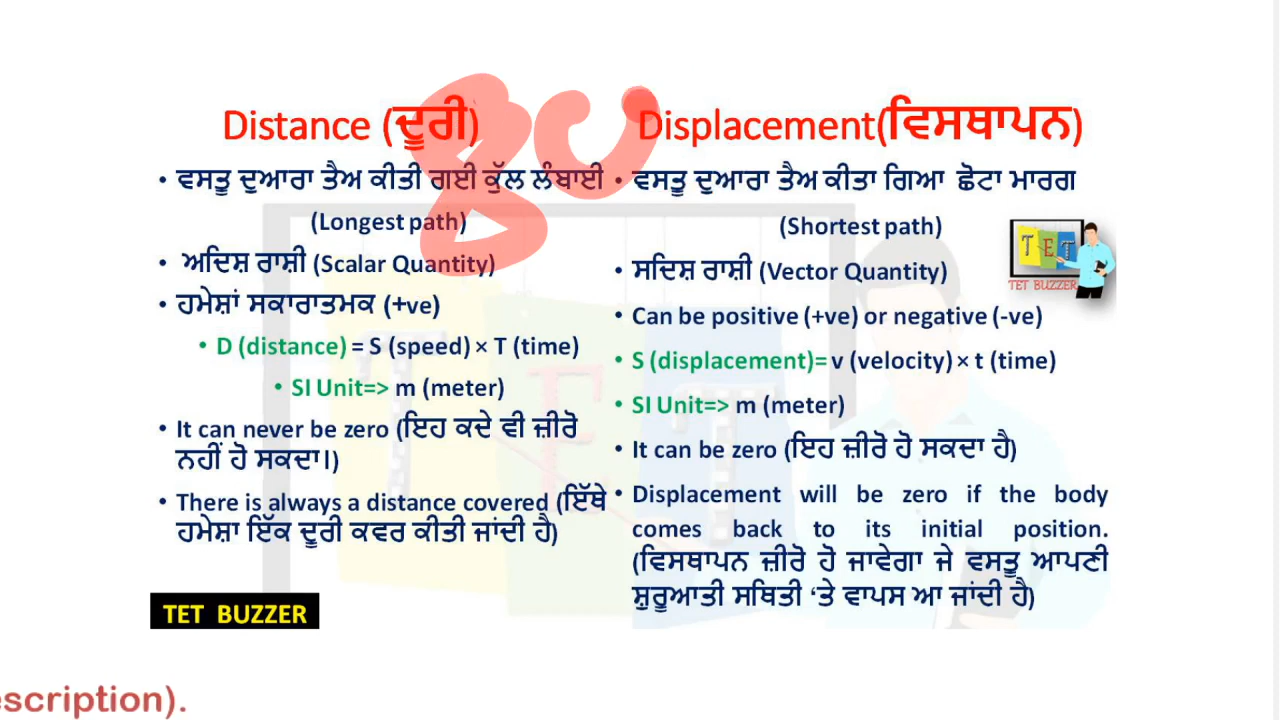 Distance (ਦੂਰੀ)
• ਵਸਤੂ ਦੁਆਰਾ ਤੈਅ ਕੀਤੀ ਗਈ ਕੁੱਲ ਲੰਬਾਈ
(Longest path)
• ਅਦਿਸ਼ ਰਾਸ਼ੀ (Scalar Quantity)
• ਹਮੇਸ਼ਾਂ ਸਕਾਰਾਤਮਕ (+ve)
• D (distance) = S (speed) × T (time)
• SI Unit=> m (meter)
• It can never be zero (ਇਹ ਕਦੇ ਵੀ ਜ਼ੀਰੋ
ਨਹੀਂ ਹੋ ਸਕਦਾ।)
• There is always a distance covered (ਇੱਥੇ
ਹਮੇਸ਼ਾ ਇੱਕ ਦੂਰੀ ਕਵਰ ਕੀਤੀ ਜਾਂਦੀ ਹੈ)
TET BUZZER
Displacement(ਵਿਸਥਾਪਨ)
• ਵਸਤੂ ਦੁਆਰਾ ਤੈਅ ਕੀਤਾ ਗਿਆ ਛੋਟਾ ਮਾਰਗ
(Shortest path)
• ਸਦਿਸ਼ ਰਾਸ਼ੀ (Vector Quantity)
• Can be positive (+ve) or negative (-ve)
• S (displacement)= v (velocity) × t (time)
• SI Unit=> m (meter)
• It can be zero (ਇਹ ਜ਼ੀਰੋ ਹੋ ਸਕਦਾ ਹੈ)
• Displacement will be zero if the body
comes back to its initial position.
(ਵਿਸਥਾਪਨ ਜ਼ੀਰੋ ਹੋ ਜਾਵੇਗਾ ਜੇ ਵਸਤੂ ਆਪਣੀ
ਸ਼ੁਰੂਆਤੀ ਸਥਿਤੀ ‘ਤੇ ਵਾਪਸ ਆ ਜਾਂਦੀ ਹੈ)
TET
TET BUZZER
escription).